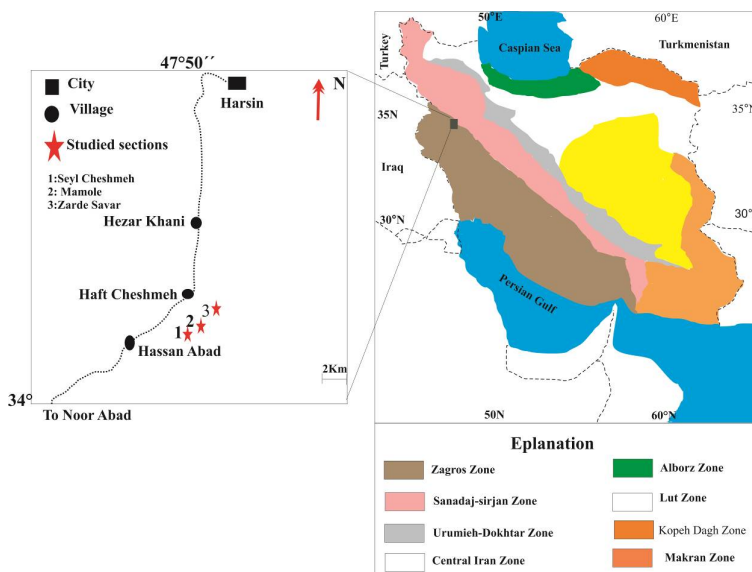 47°50´´
City
Village
Studied sections
1:Seyl Cheshmeh
2: Mamole
3:Zarde Savar
N
Harsin
Hezar Khani
Haft Cheshmeh
3
2
1
Hassan Abad
2Km
34°
To Noor Abad
50°E
60°E
Turkey
Caspian Sea
Turkmenistan
35N
35°N
Iraq
30°N
30°N
Persian Gulf
50N
60°N
Eplanation
Zagros Zone
Alborz Zone
Sanadaj-sirjan Zone
Lut Zone
Urumieh-Dokhtar Zone
Kopeh Dagh Zone
Central Iran Zone
Makran Zone